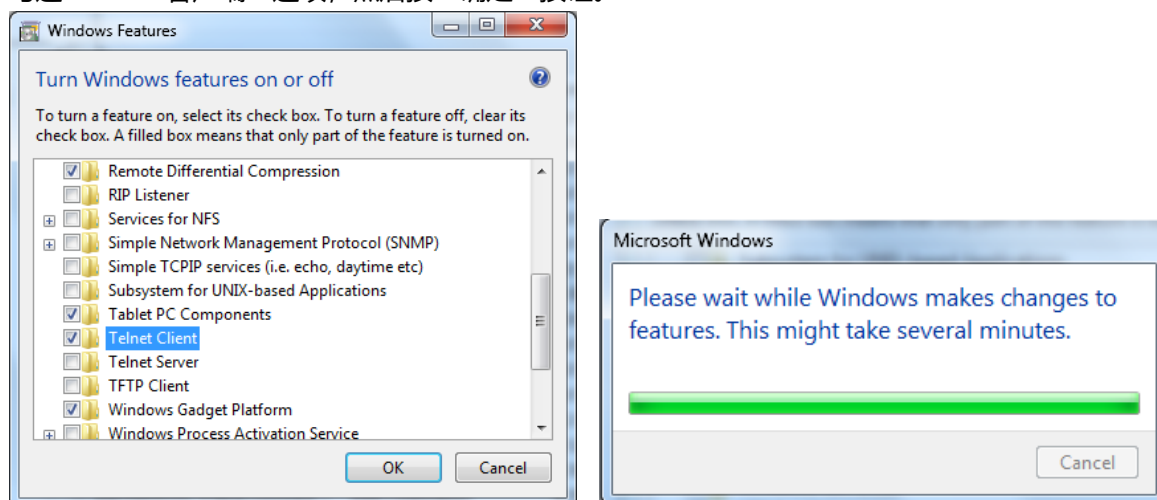 Windows Features
Turn Windows features on or off
To turn a feature on, select its check box. To turn a feature off, clear its
check box. A filled box means that only part of the feature is turned on.
Remote Differential Compression
RIP Listener
Services for NFS
Simple Network Management Protocol (SNMP)
Simple TCPIP services (i.e. echo, daytime etc)
Subsystem for UNIX-based Applications
Tablet PC Components
Telnet Client
Telnet Server
TFTP Client
Windows Gadget Platform
Windows Process Activation Service
OK
Cancel
Microsoft Windows
Please wait while Windows makes changes to
features. This might take several minutes.
Cancel